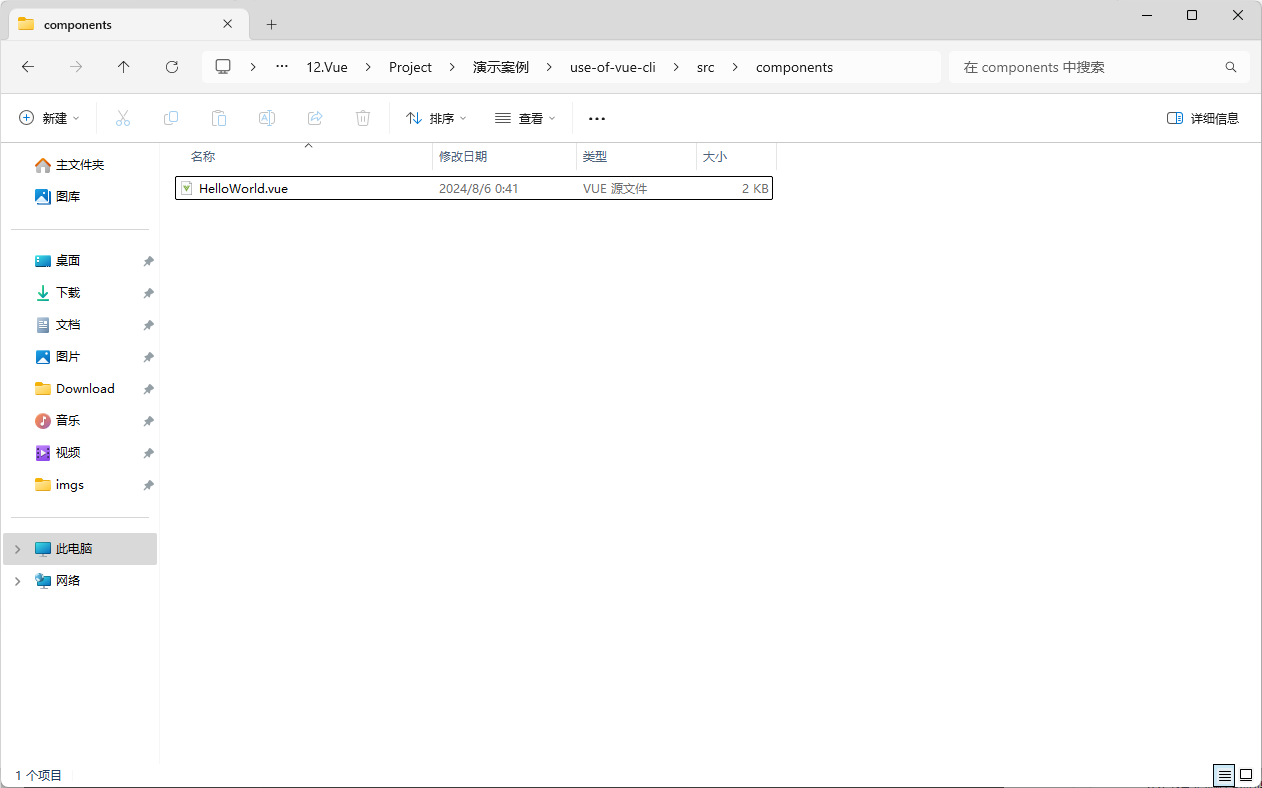 components
12.Vue Project 演示案例 use-of-vue-cli src components
在 components 中搜索
新建 排序 查看 详细信息
名称 修改日期 类型 大小
HelloWorld.vue 2024/8/6 0:41 VUE 源文件 2 KB
主文件夹
图库
桌面
下载
文档
图片
Download
音乐
视频
imgs
此电脑
网络
1 个项目